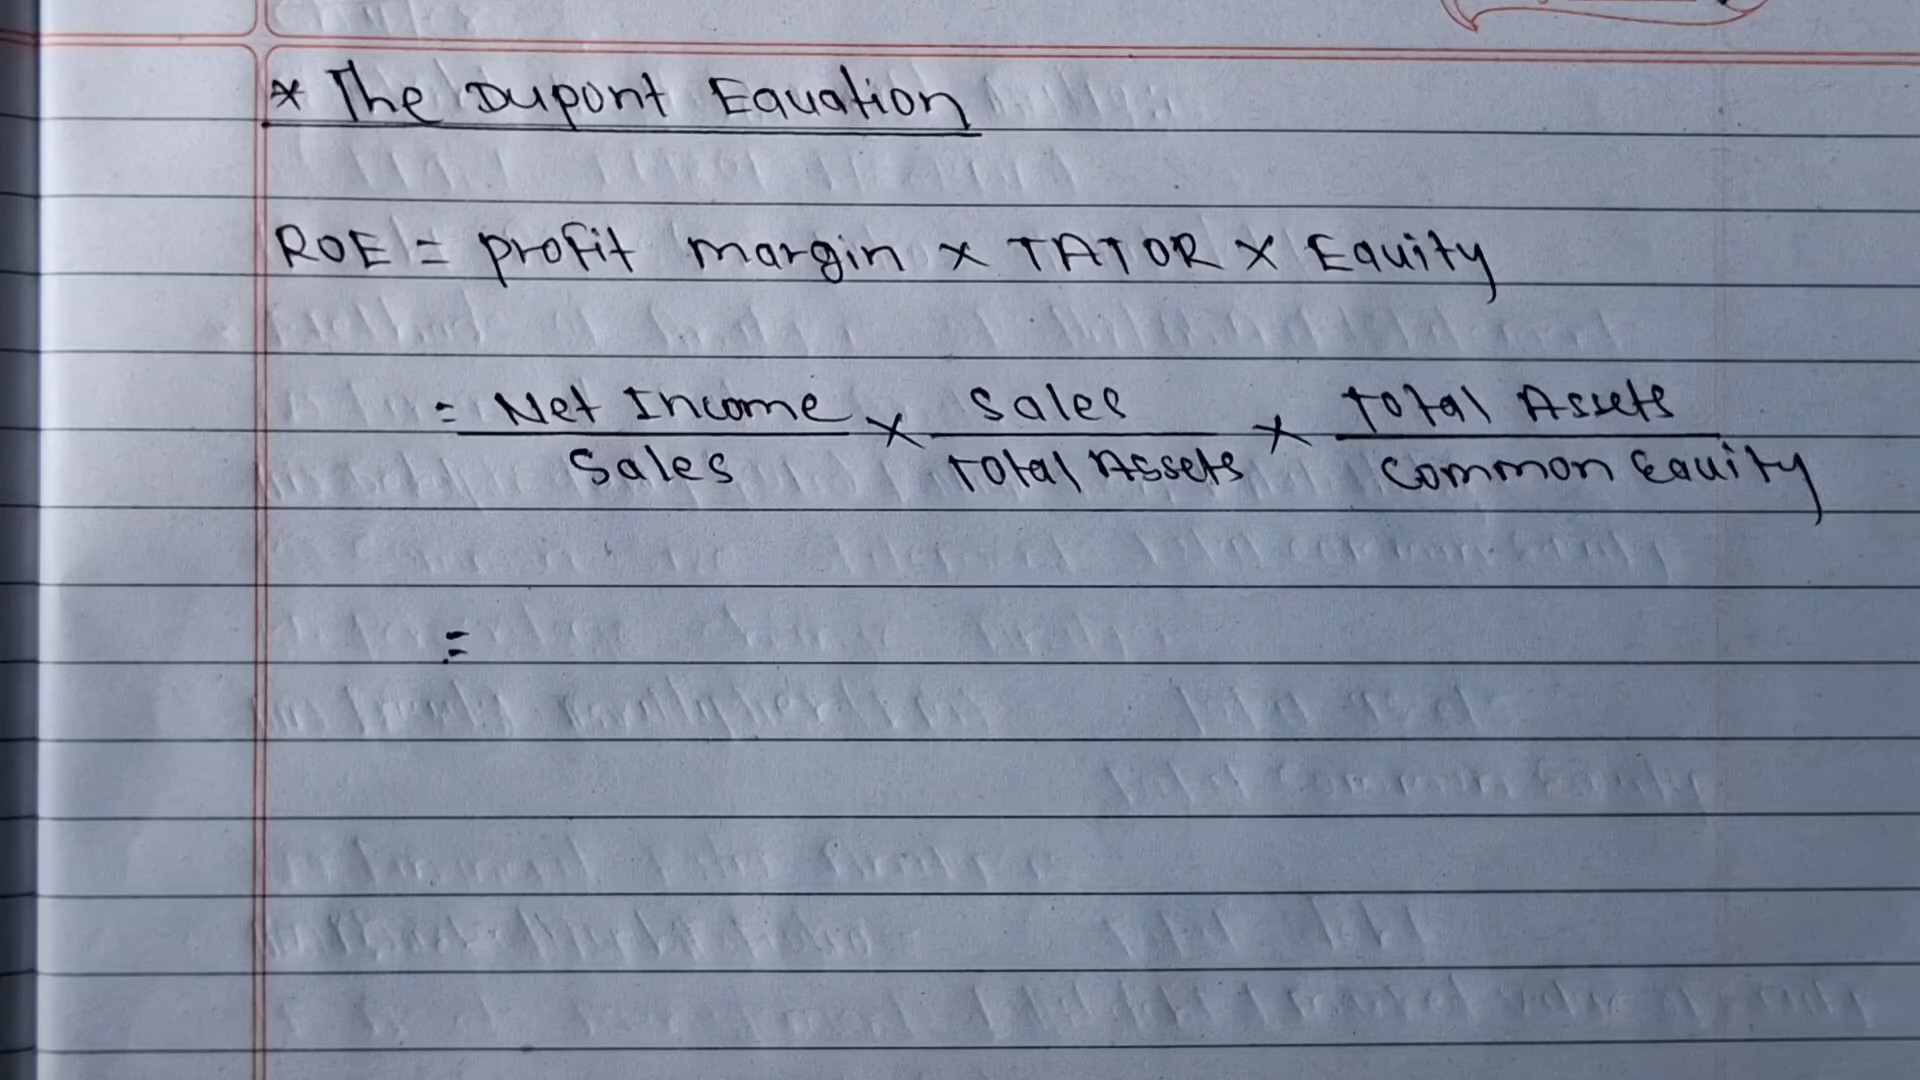 * The Dupont Equation
ROE = profit margin x TATOR x Equity
= Net Income / Sales x Sales / Total Assets x Total Assets / Common Equity
=